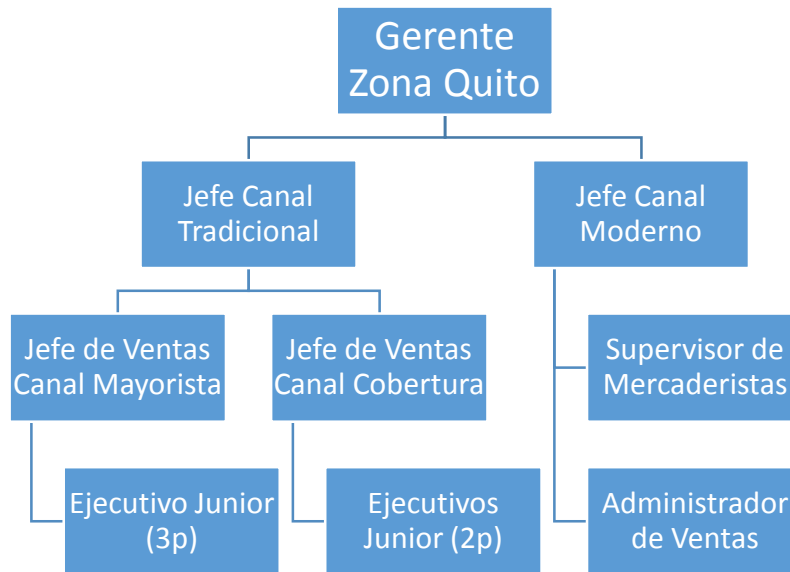 Gerente
Zona Quito
Jefe Canal
Tradicional
Jefe Canal
Moderno
Jefe de Ventas
Canal Mayorista
Jefe de Ventas
Canal Cobertura
Supervisor de
Mercaderistas
Ejecutivo Junior
(3p)
Ejecutivos
Junior (2p)
Administrador
de Ventas